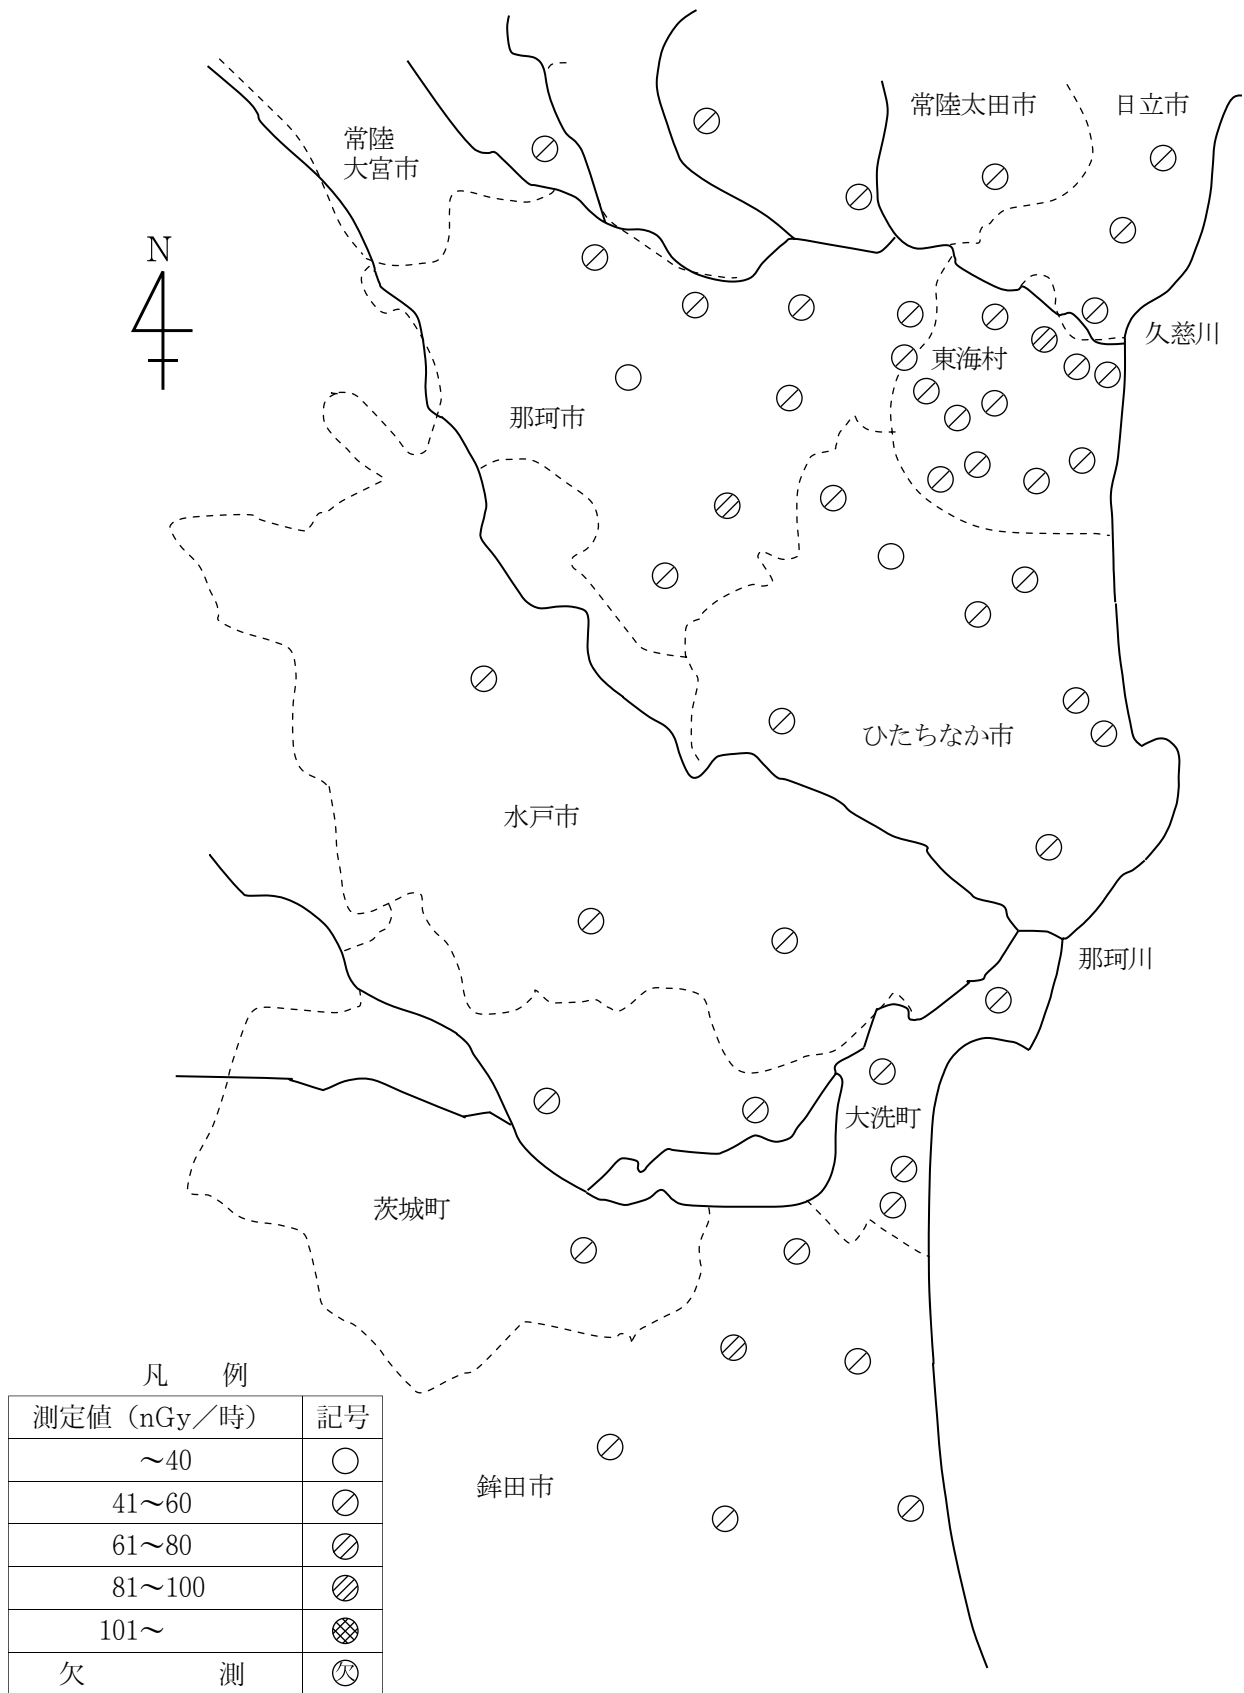 常陸太田市
日立市
常陸
大宮市
N
久慈川
東海村
那珂市
ひたちなか市
水戸市
那珂川
大洗町
茨城町
凡 例
測定値（nGy／時） 記号
～40
41～60
61～80
81～100
101～
欠 測 欠
鉾田市